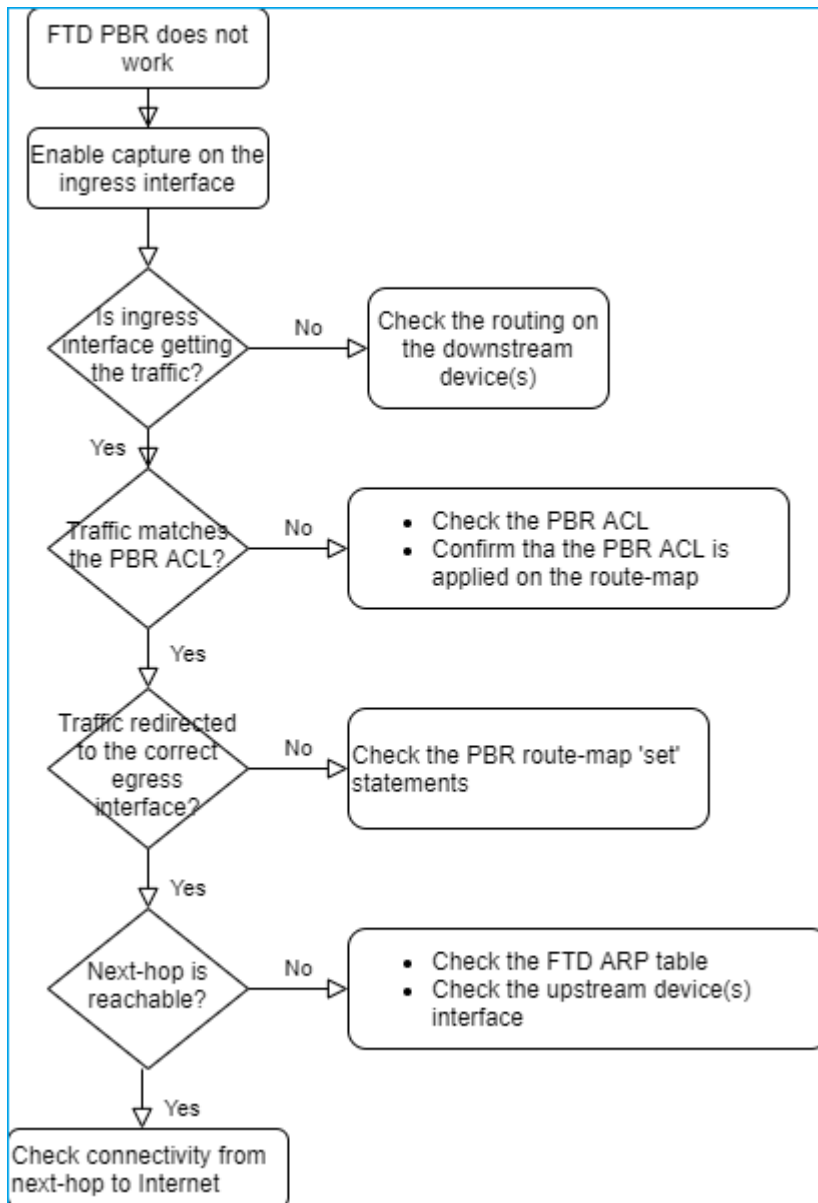 FTD PBR does not
work
Enable capture on the
ingress interface
Is ingress
interface getting
the traffic?
No
Check the routing on
the downstream
device(s)
Yes
Traffic matches
the PBR ACL?
No
• Check the PBR ACL
• Confirm tha the PBR ACL is
applied on the route-map
Yes
Traffic redirected
to the correct
egress
interface?
No
Check the PBR route-map 'set'
statements
Yes
Next-hop is
reachable?
No
• Check the FTD ARP table
• Check the upstream device(s)
interface
Yes
Check connectivity from
next-hop to Internet